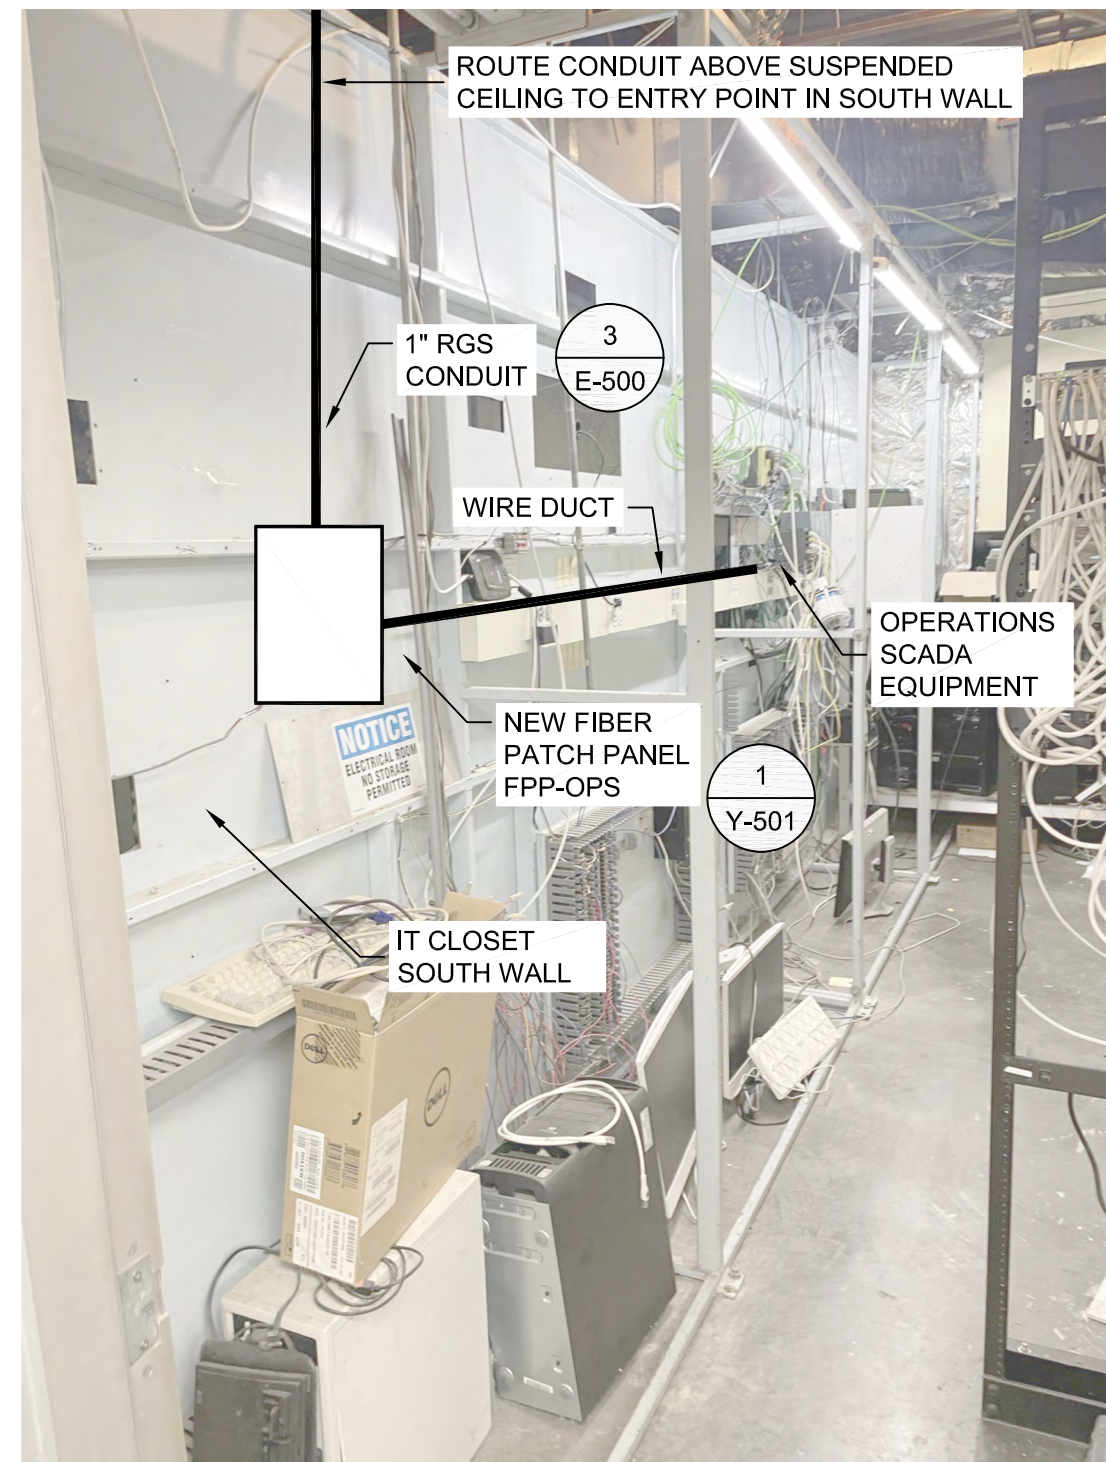 ROUTE CONDUIT ABOVE SUSPENDED
CEILING TO ENTRY POINT IN SOUTH WALL
1" RGS
CONDUIT
3
E-500
WIRE DUCT
OPERATIONS
SCADA
EQUIPMENT
NEW FIBER
PATCH PANEL
FPP-OPS
1
Y-501
NOTICE
ELECTRICAL ROOM
NO STORAGE
PERMITTED
IT CLOSET
SOUTH WALL
DELL
DELL